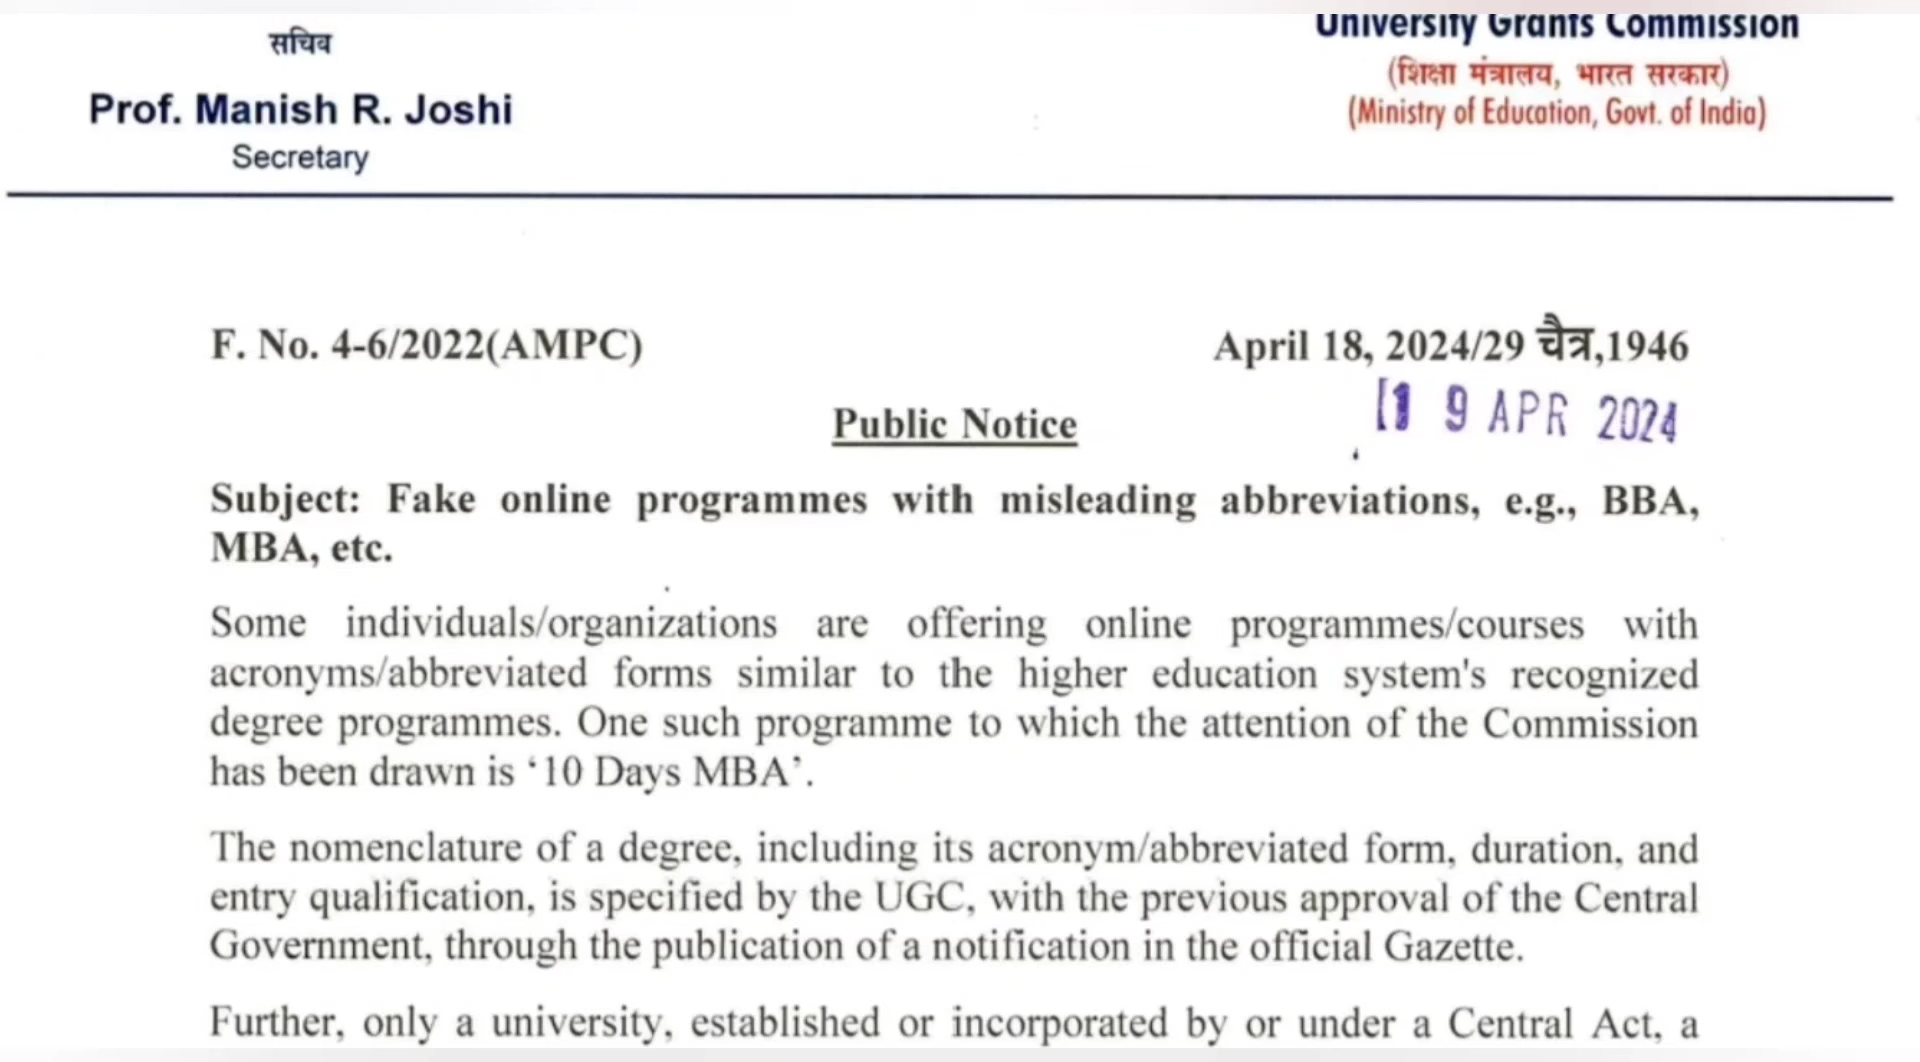 सचिव
Prof. Manish R. Joshi
Secretary
University Grants Commission
(शिक्षा मंत्रालय, भारत सरकार)
(Ministry of Education, Govt. of India)
F. No. 4-6/2022(AMPC)
April 18, 2024/29 चैत्र,1946
[1 9 APR 2024
Public Notice
Subject: Fake online programmes with misleading abbreviations, e.g., BBA,
MBA, etc.
Some individuals/organizations are offering online programmes/courses with
acronyms/abbreviated forms similar to the higher education system's recognized
degree programmes. One such programme to which the attention of the Commission
has been drawn is ‘10 Days MBA’.
The nomenclature of a degree, including its acronym/abbreviated form, duration, and
entry qualification, is specified by the UGC, with the previous approval of the Central
Government, through the publication of a notification in the official Gazette.
Further, only a university, established or incorporated by or under a Central Act, a